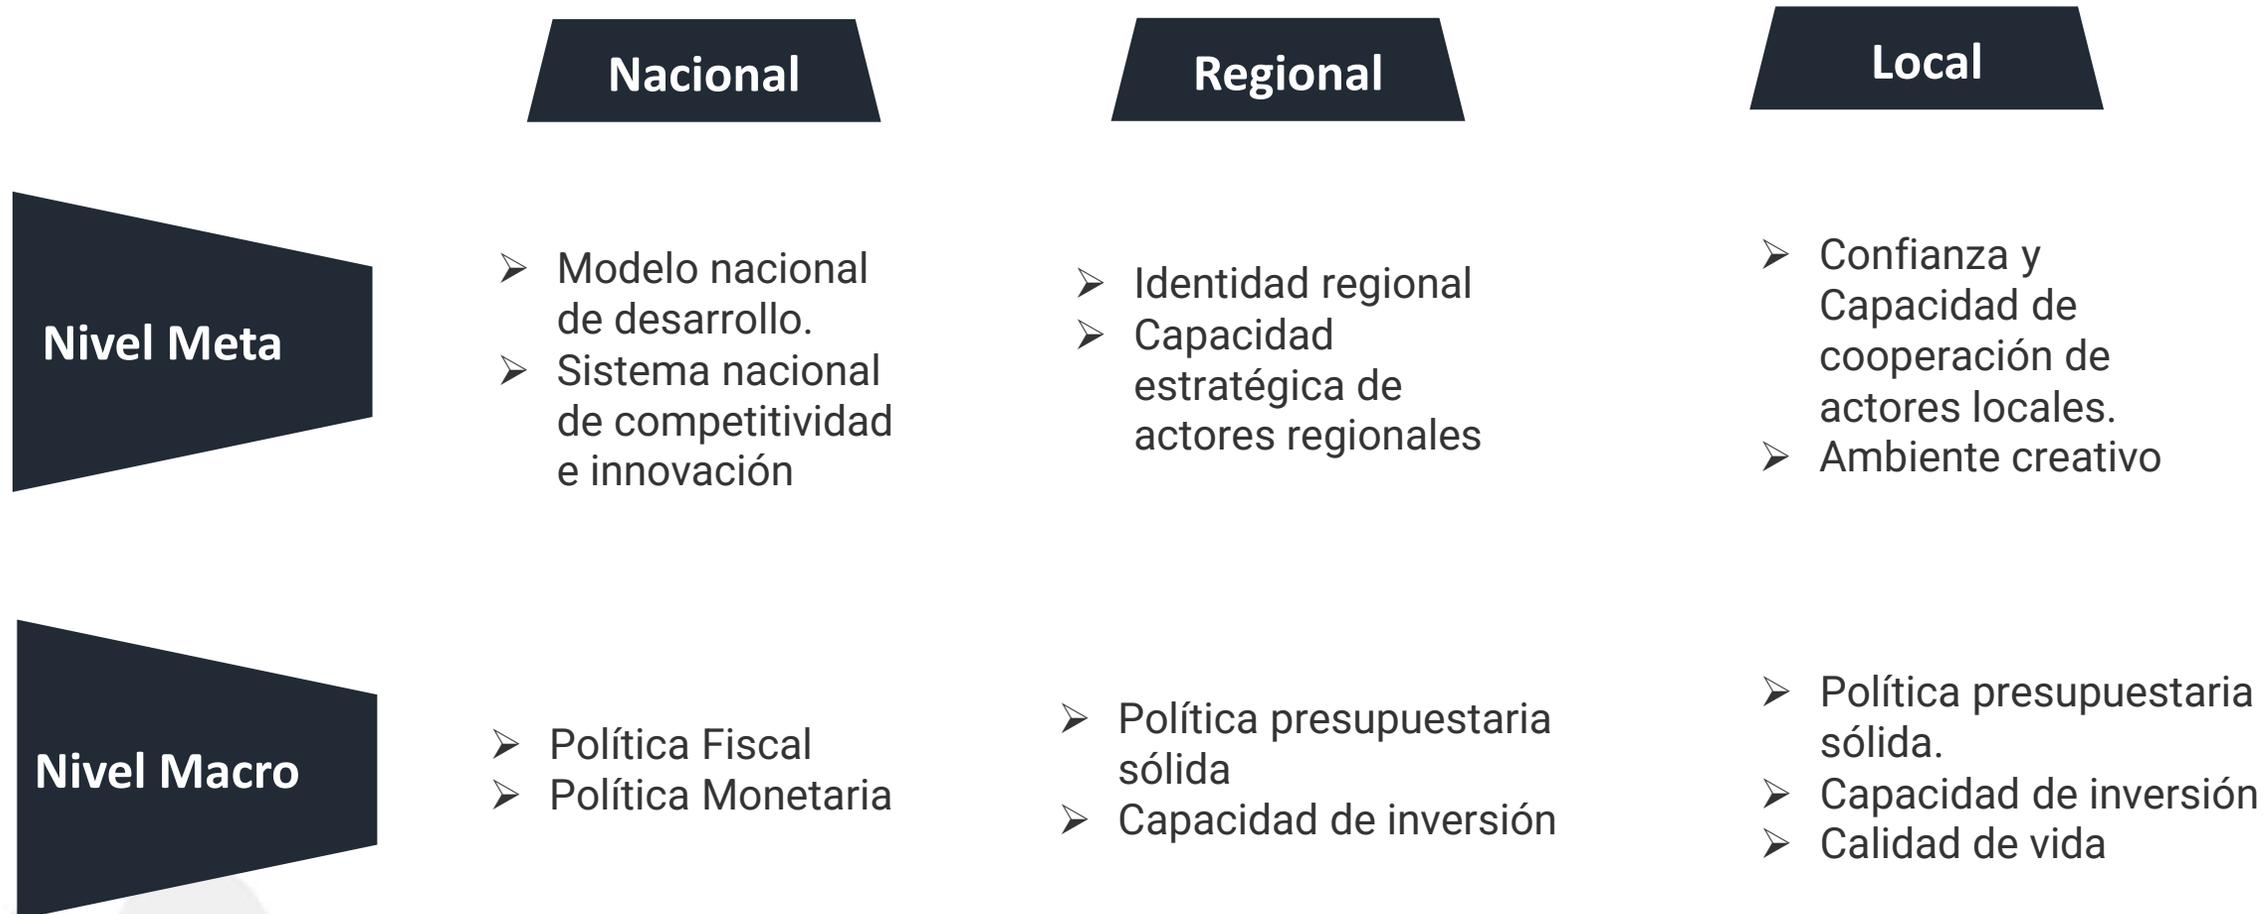 Nacional
Regional
Local
Nivel Meta
➢ Modelo nacional
de desarrollo.
➢ Sistema nacional
de competitividad
e innovación
➢ Identidad regional
➢ Capacidad
estratégica de
actores regionales
➢ Confianza y
Capacidad de
cooperación de
actores locales.
➢ Ambiente creativo
Nivel Macro
➢ Política Fiscal
➢ Política Monetaria
➢ Política presupuestaria
sólida
➢ Capacidad de inversión
➢ Política presupuestaria
sólida.
➢ Capacidad de inversión
➢ Calidad de vida